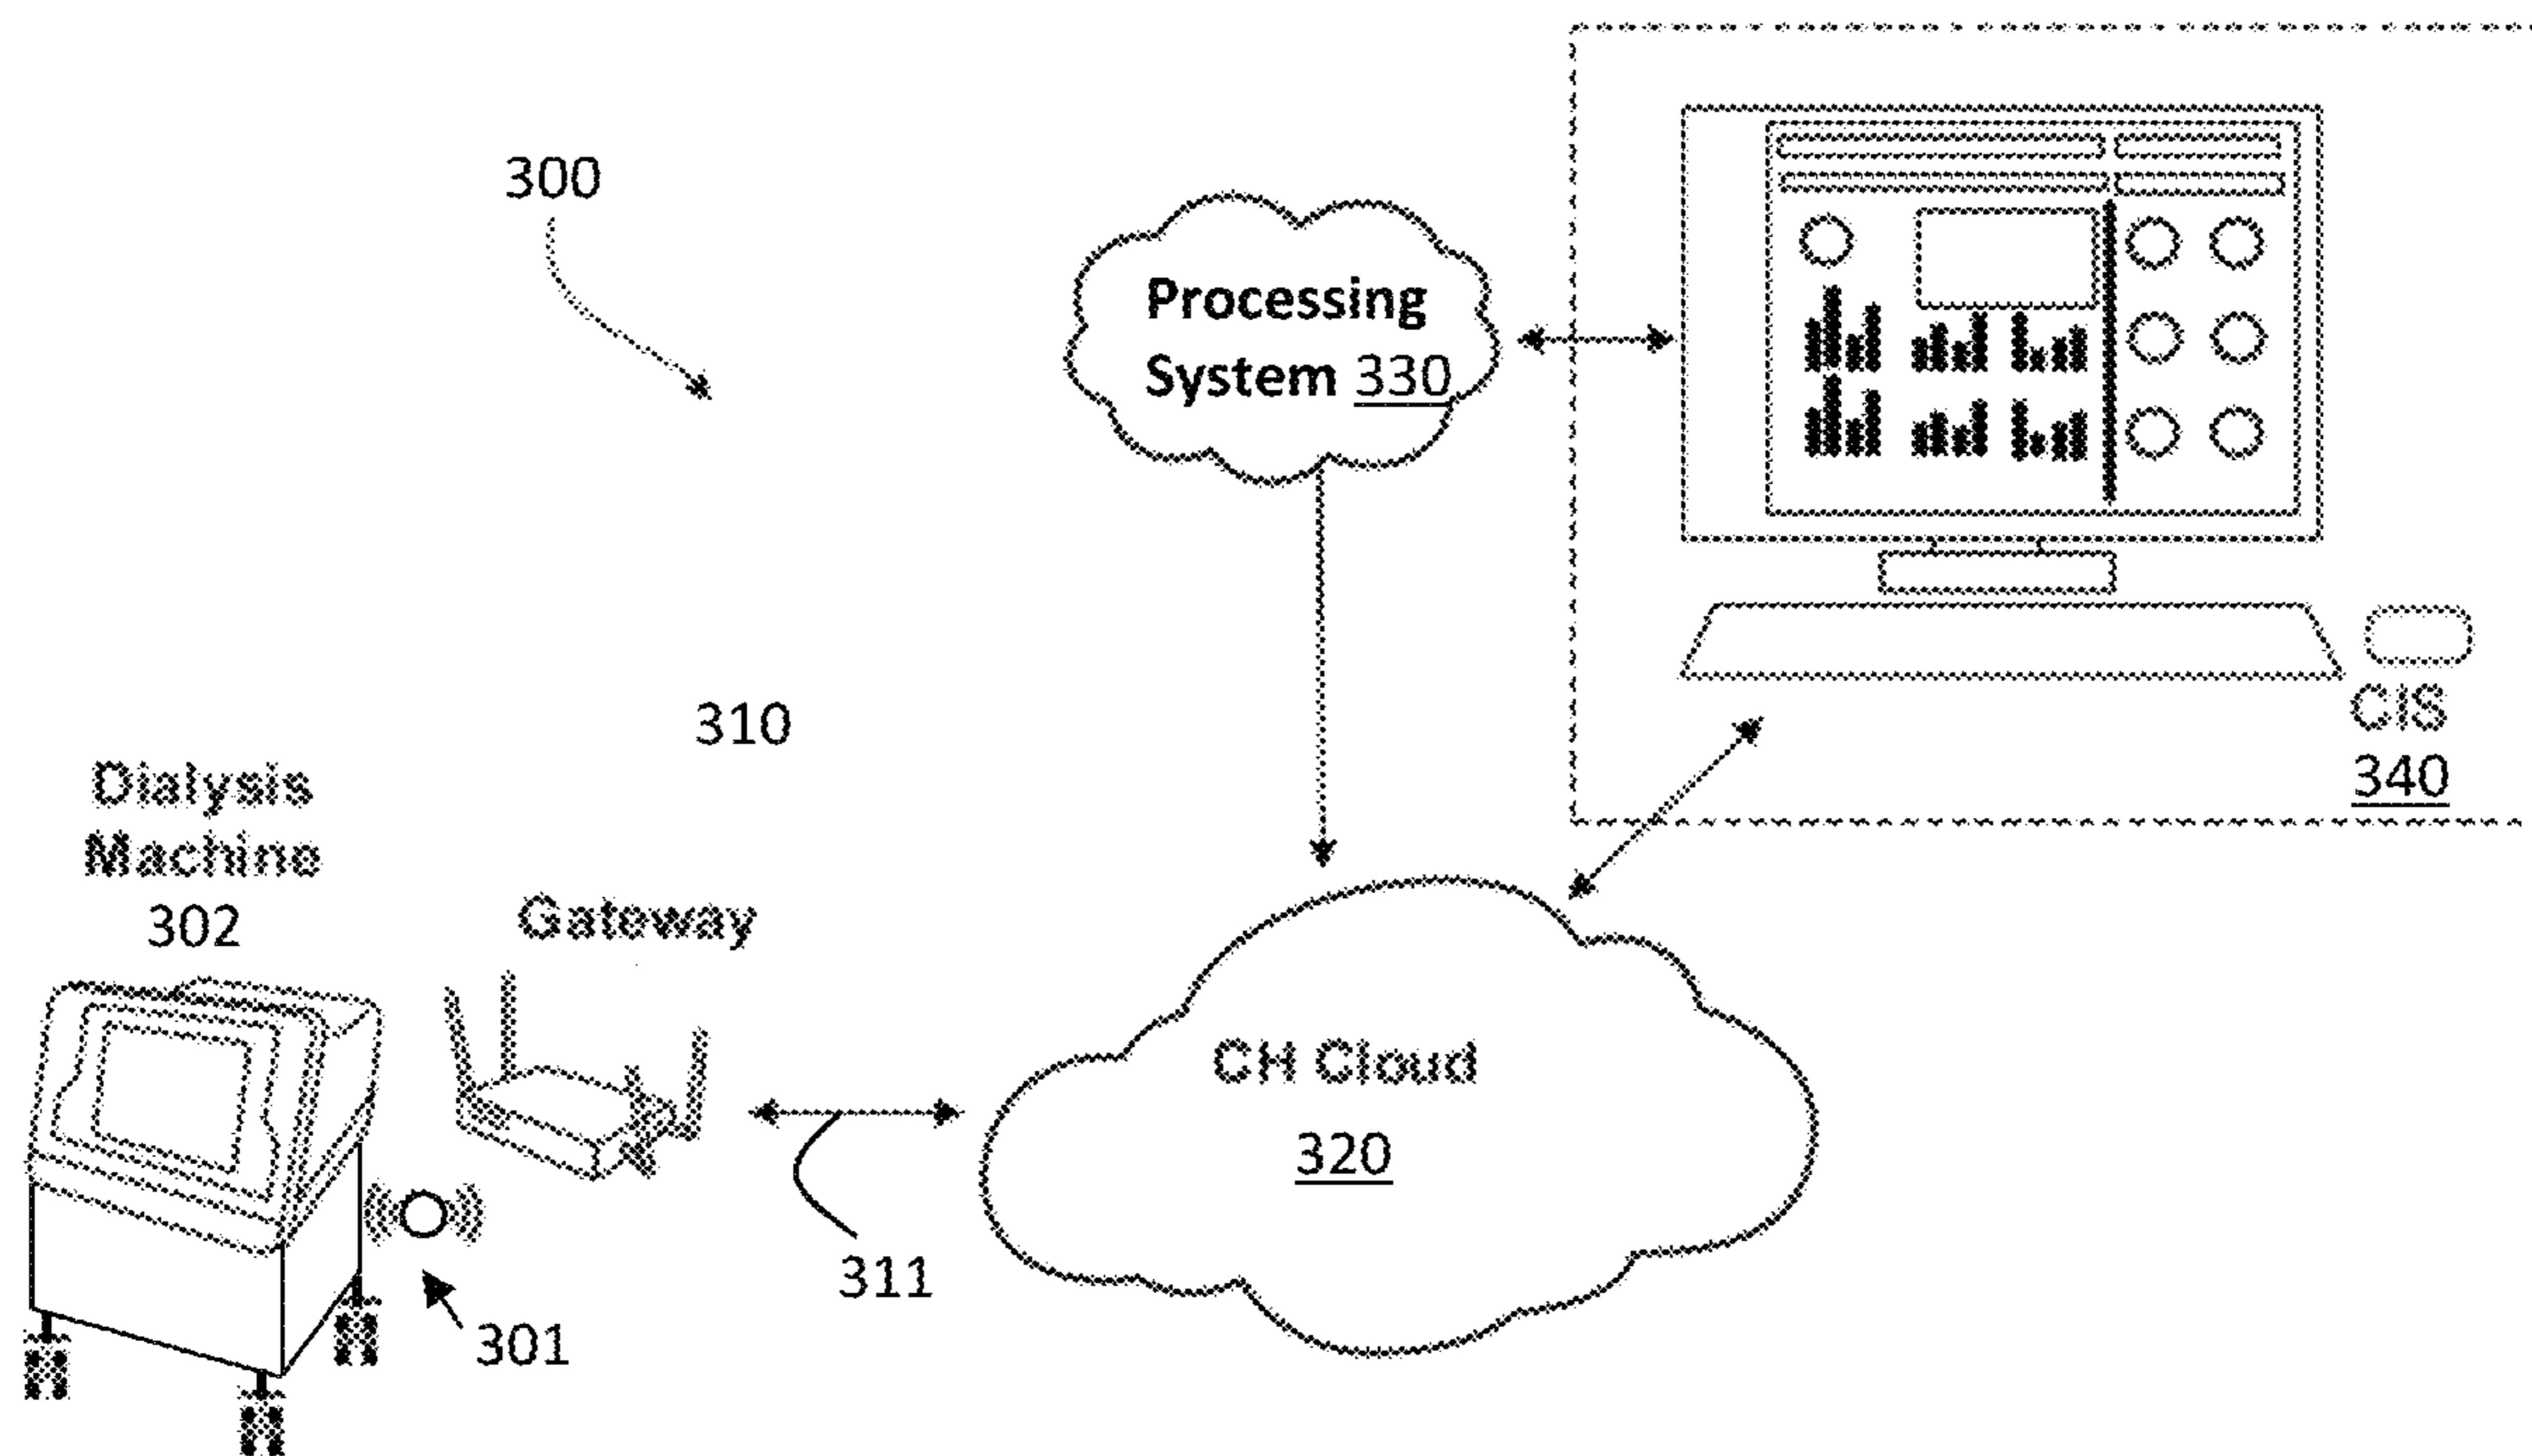 300
Processing
System 330
310
CIS
340
Dialysis
Machine
302
Gateway
CH Cloud
320
311
301